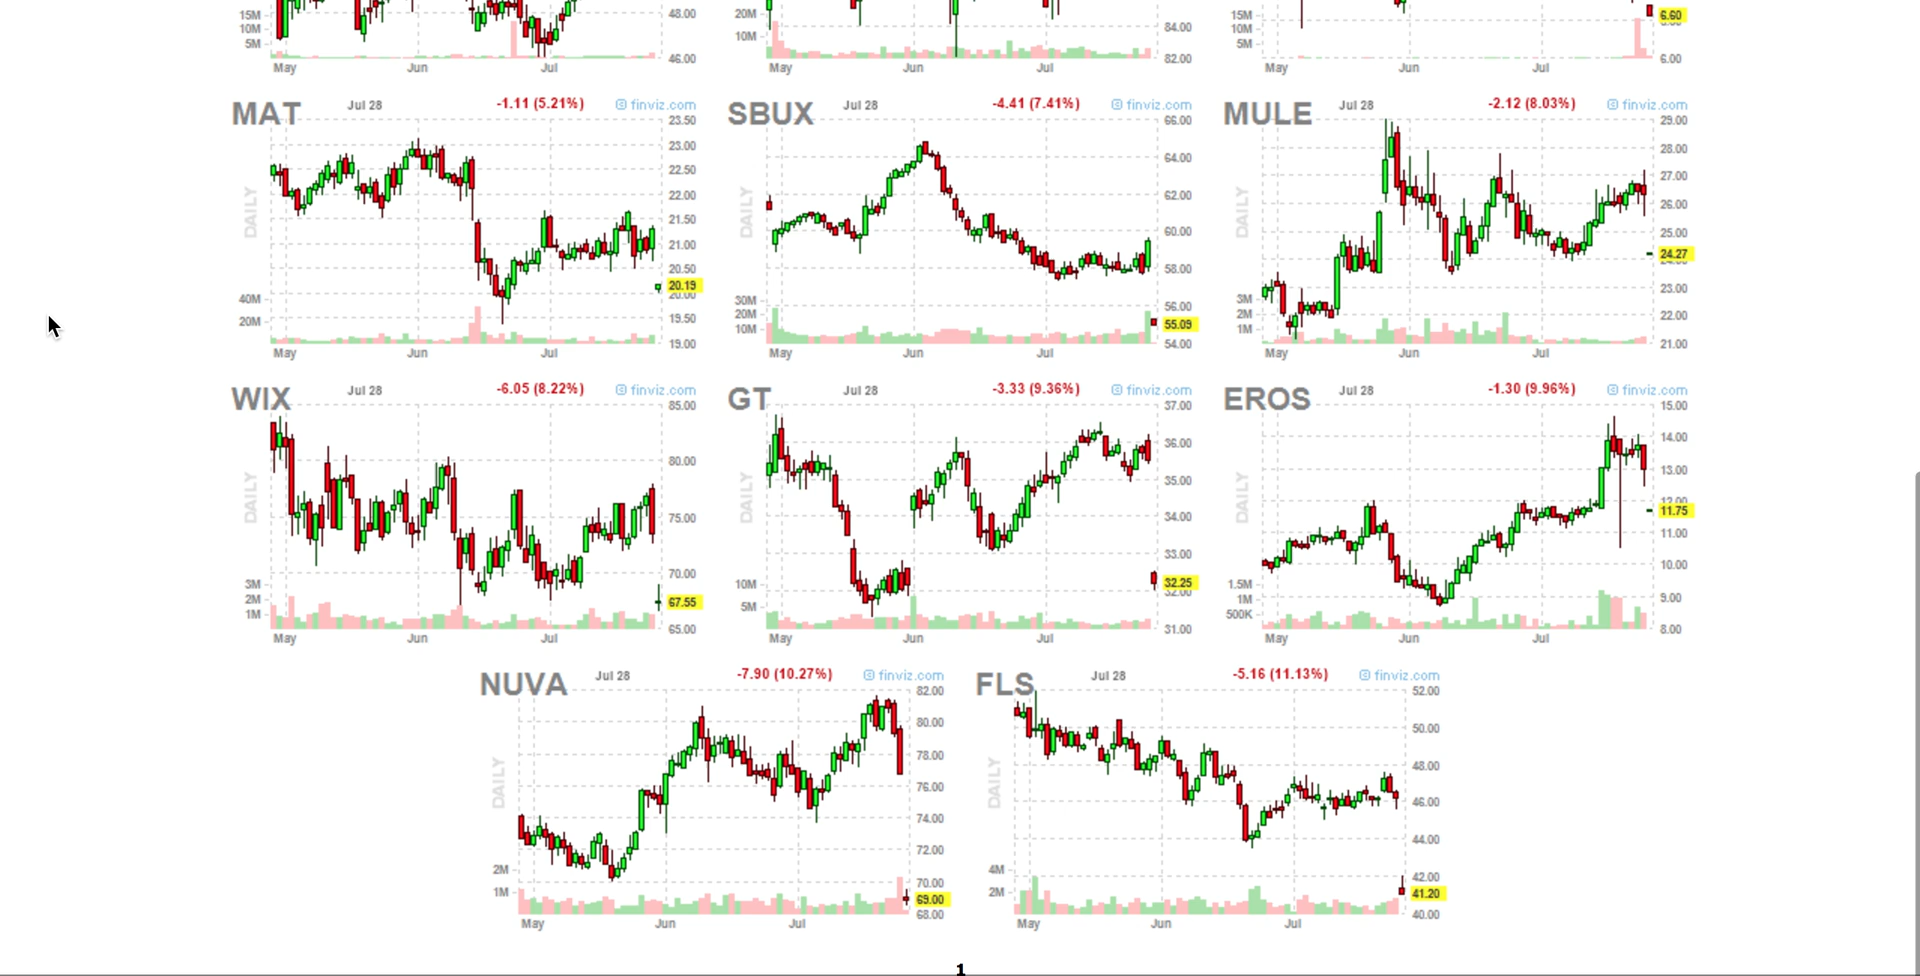 15M
10M
5M
48.00
46.00
May Jun Jul
20M
10M
84.00
82.00
May Jun Jul
15M
10M
5M
6.60
6.00
May Jun Jul
MAT Jul 28 -1.11 (5.21%) © finviz.com
DAILY
23.50
23.00
22.50
22.00
21.50
21.00
20.50
20.19
20.00
19.50
19.00
40M
20M
May Jun Jul
SBUX Jul 28 -4.41 (7.41%) © finviz.com
DAILY
66.00
64.00
62.00
60.00
58.00
56.00
55.09
54.00
30M
20M
10M
May Jun Jul
MULE Jul 28 -2.12 (8.03%) © finviz.com
DAILY
29.00
28.00
27.00
26.00
25.00
24.27
23.00
22.00
21.00
3M
2M
1M
May Jun Jul
WIX Jul 28 -6.05 (8.22%) © finviz.com
DAILY
85.00
80.00
75.00
70.00
67.55
65.00
3M
2M
1M
May Jun Jul
GT Jul 28 -3.33 (9.36%) © finviz.com
DAILY
37.00
36.00
35.00
34.00
33.00
32.25
32.00
31.00
10M
5M
May Jun Jul
EROS Jul 28 -1.30 (9.96%) © finviz.com
DAILY
15.00
14.00
13.00
12.00
11.75
11.00
10.00
9.00
8.00
1.5M
1M
500K
May Jun Jul
NUVA Jul 28 -7.90 (10.27%) © finviz.com
DAILY
82.00
80.00
78.00
76.00
74.00
72.00
70.00
69.00
68.00
2M
1M
May Jun Jul
FLS Jul 28 -5.16 (11.13%) © finviz.com
DAILY
52.00
50.00
48.00
46.00
44.00
42.00
41.20
40.00
4M
2M
May Jun Jul
1